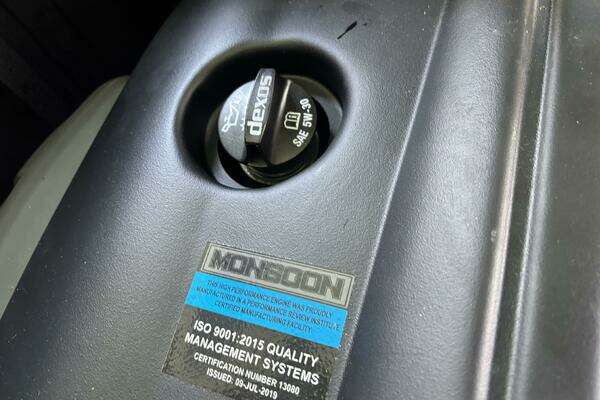 dexos
SAE 5W-30
MONSOON
THIS HIGH PERFORMANCE ENGINE WAS PROUDLY
MANUFACTURED IN A PERFORMANCE REVIEW INSTITUTE
CERTIFIED MANUFACTURING FACILITY
ISO 9001:2015 QUALITY
MANAGEMENT SYSTEMS
CERTIFICATION NUMBER 13080
ISSUED: 09-JUL-2019